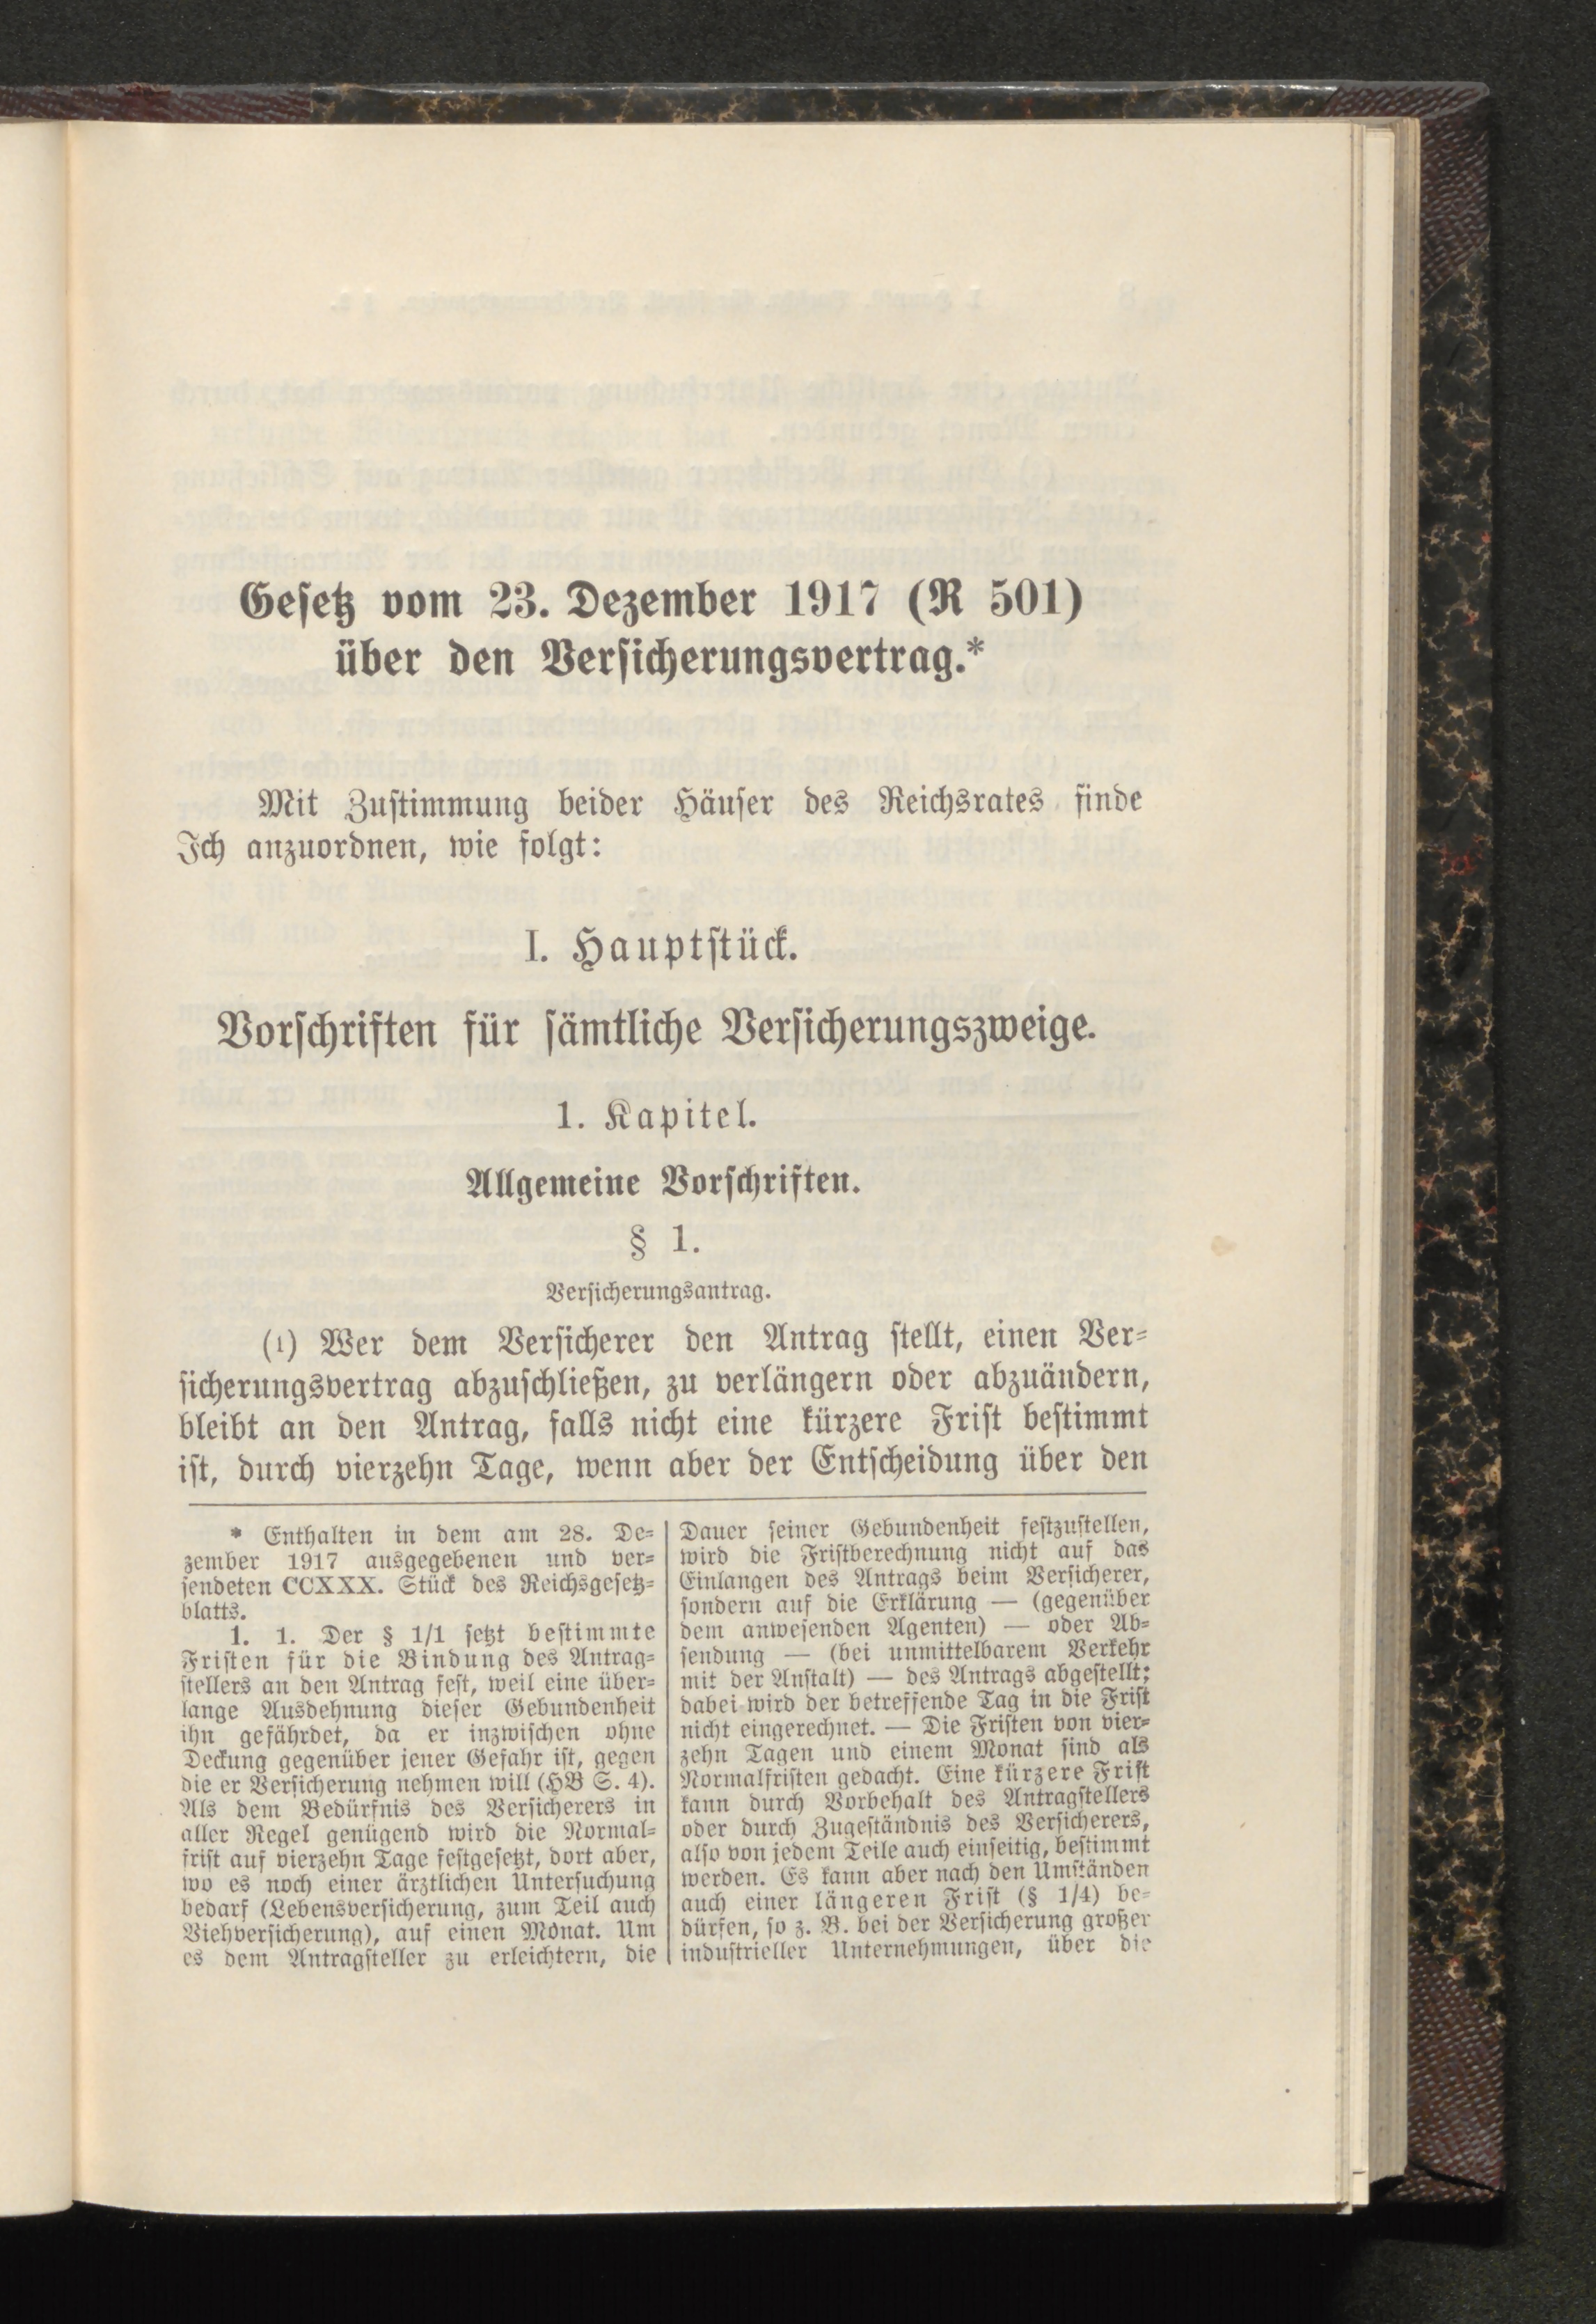 Gesetz vom 23. Dezember 1917 (R 501)
über den Versicherungsvertrag.*
Mit Zustimmung beider Häuser des Reichsrates finde
Ich anzuordnen, wie folgt:
I. Hauptstück.
Vorschriften für sämtliche Versicherungszweige.
1. Kapitel.
Allgemeine Vorschriften.
§ 1.
Versicherungsantrag.
(1) Wer dem Versicherer den Antrag stellt, einen Ver-
sicherungsvertrag abzuschließen, zu verlängern oder abzuändern,
bleibt an den Antrag, falls nicht eine kürzere Frist bestimmt
ist, durch vierzehn Tage, wenn aber der Entscheidung über den
* Enthalten in dem am 28. De-
zember 1917 ausgegebenen und ver-
sendeten CCXXX. Stück des Reichsgesetz-
blatts.
1. 1. Der § 1/1 setzt bestimmte
Fristen für die Bindung des Antrag-
stellers an den Antrag fest, weil eine über-
lange Ausdehnung dieser Gebundenheit
ihn gefährdet, da er inzwischen ohne
Deckung gegenüber jener Gefahr ist, gegen
die er Versicherung nehmen will (HB S. 4).
Als dem Bedürfnis des Versicherers in
aller Regel genügend wird die Normal-
frist auf vierzehn Tage festgesetzt, dort aber,
wo es noch einer ärztlichen Untersuchung
bedarf (Lebensversicherung, zum Teil auch
Viehversicherung), auf einen Monat. Um
es dem Antragsteller zu erleichtern, die
Dauer seiner Gebundenheit festzustellen,
wird die Fristberechnung nicht auf das
Einlangen des Antrags beim Versicherer,
sondern auf die Erklärung — (gegenüber
dem anwesenden Agenten) — oder Ab-
sendung — (bei unmittelbarem Verkehr
mit der Anstalt) — des Antrags abgestellt;
dabei wird der betreffende Tag in die Frist
nicht eingerechnet. — Die Fristen von vier-
zehn Tagen und einem Monat sind als
Normalfristen gedacht. Eine kürzere Frist
kann durch Vorbehalt des Antragstellers
oder durch Zugeständnis des Versicherers,
also von jedem Teile auch einseitig, bestimmt
werden. Es kann aber nach den Umständen
auch einer längeren Frist (§ 1/4) be-
dürfen, so z. B. bei der Versicherung großer
industrieller Unternehmungen, über die